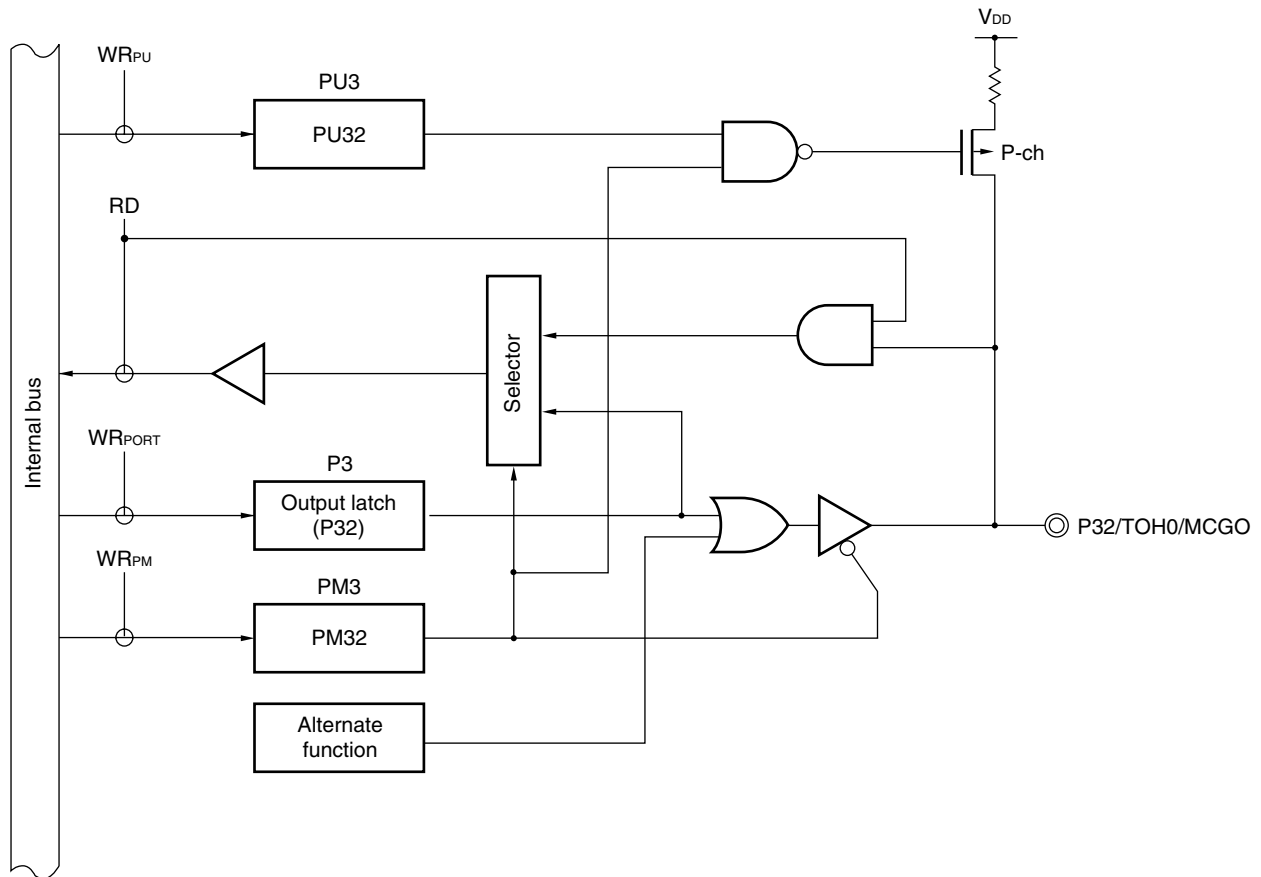 VDD
WRPU
PU3
PU32
P-ch
RD
Selector
Internal bus
WRPORT
P3
Output latch
(P32)
P32/TOH0/MCGO
WRPM
PM3
PM32
Alternate
function